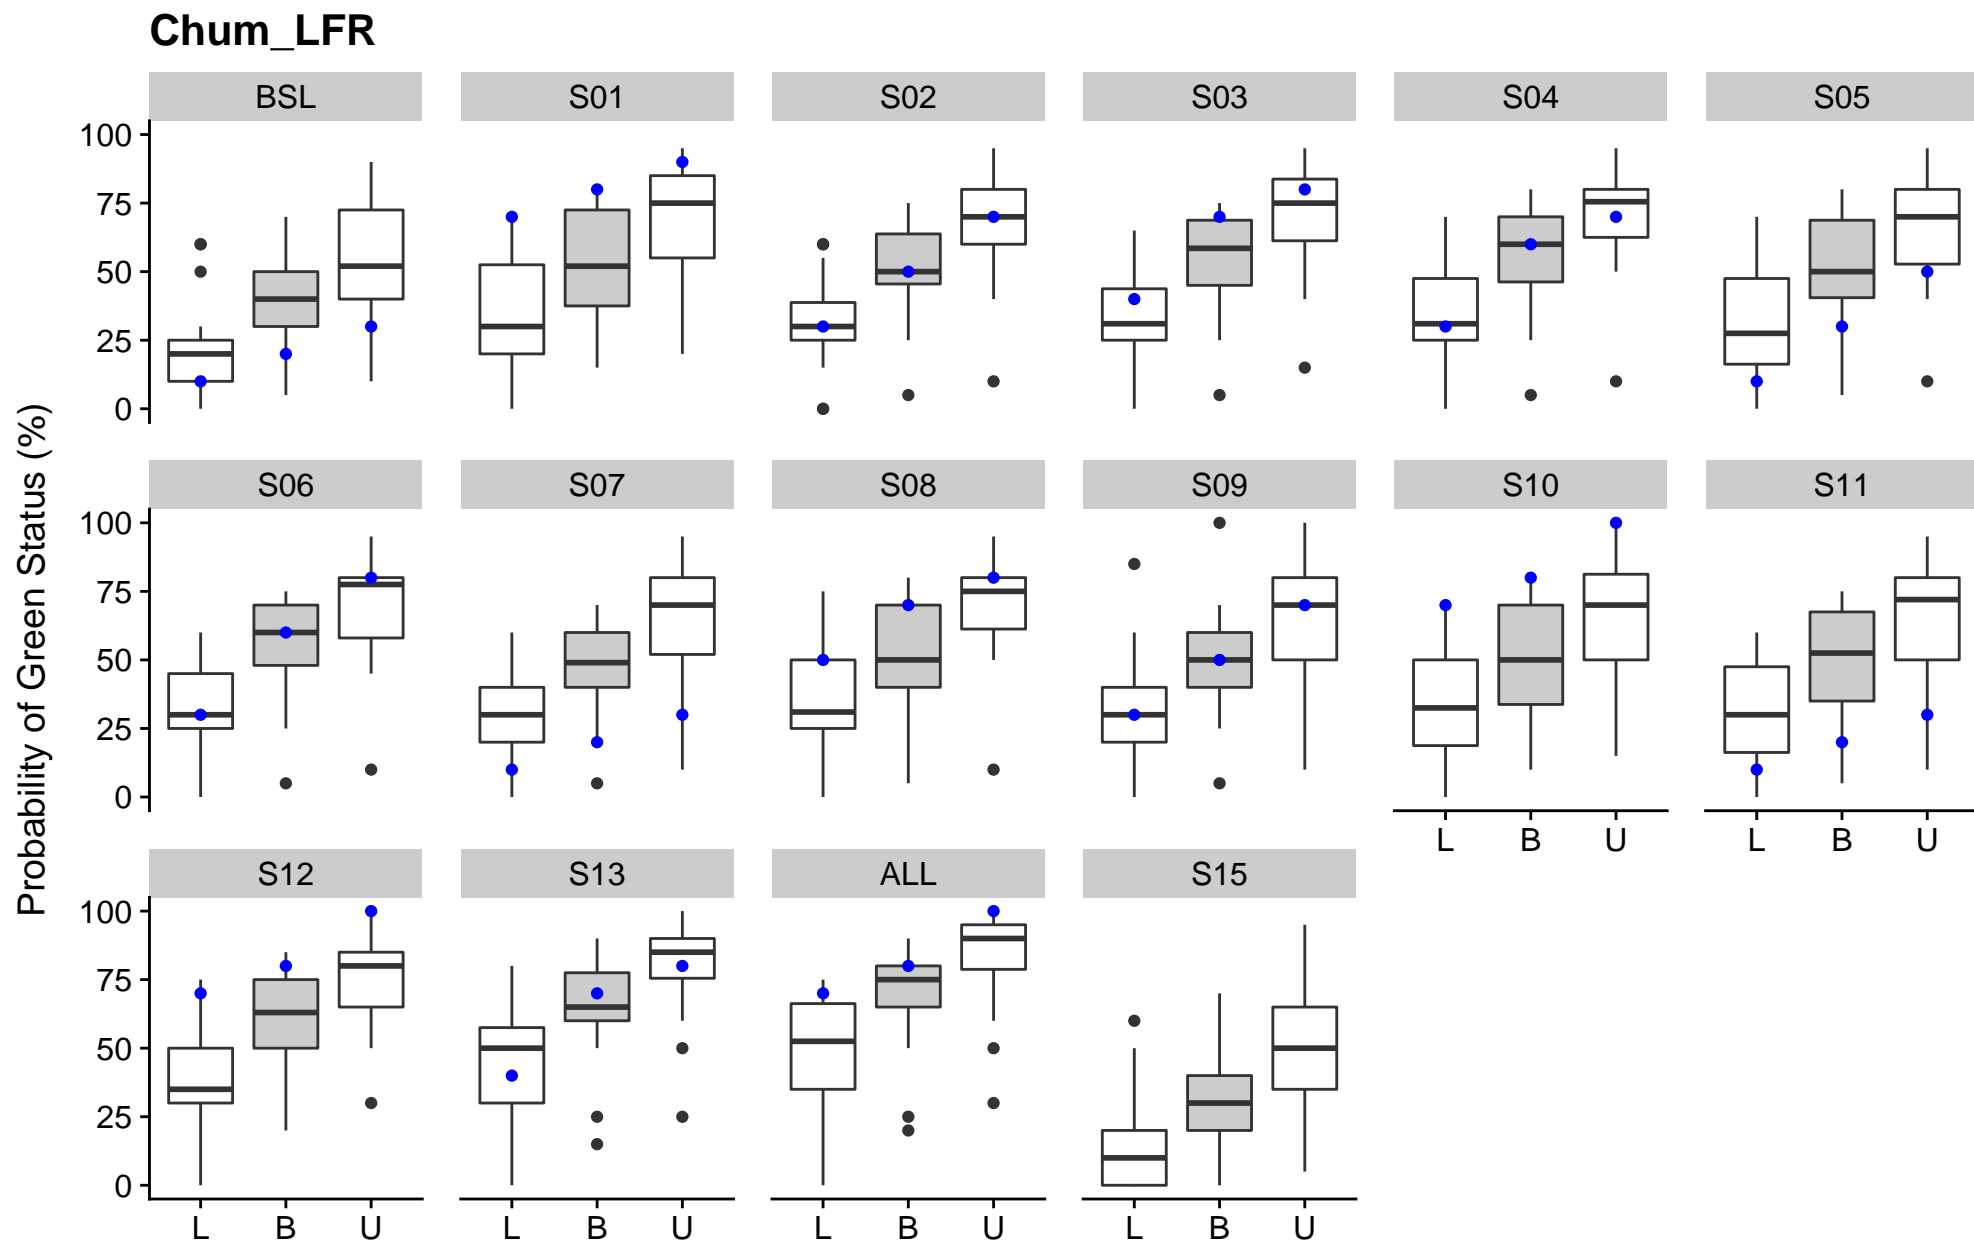 Chum_LFR
BSL S01 S02 S03 S04 S05
100
75
50
25
0
Probability of Green Status (%)
S06 S07 S08 S09 S10 S11
100
75
50
25
0
L B U L B U
S12 S13 ALL S15
100
75
50
25
0
L B U L B U L B U L B U